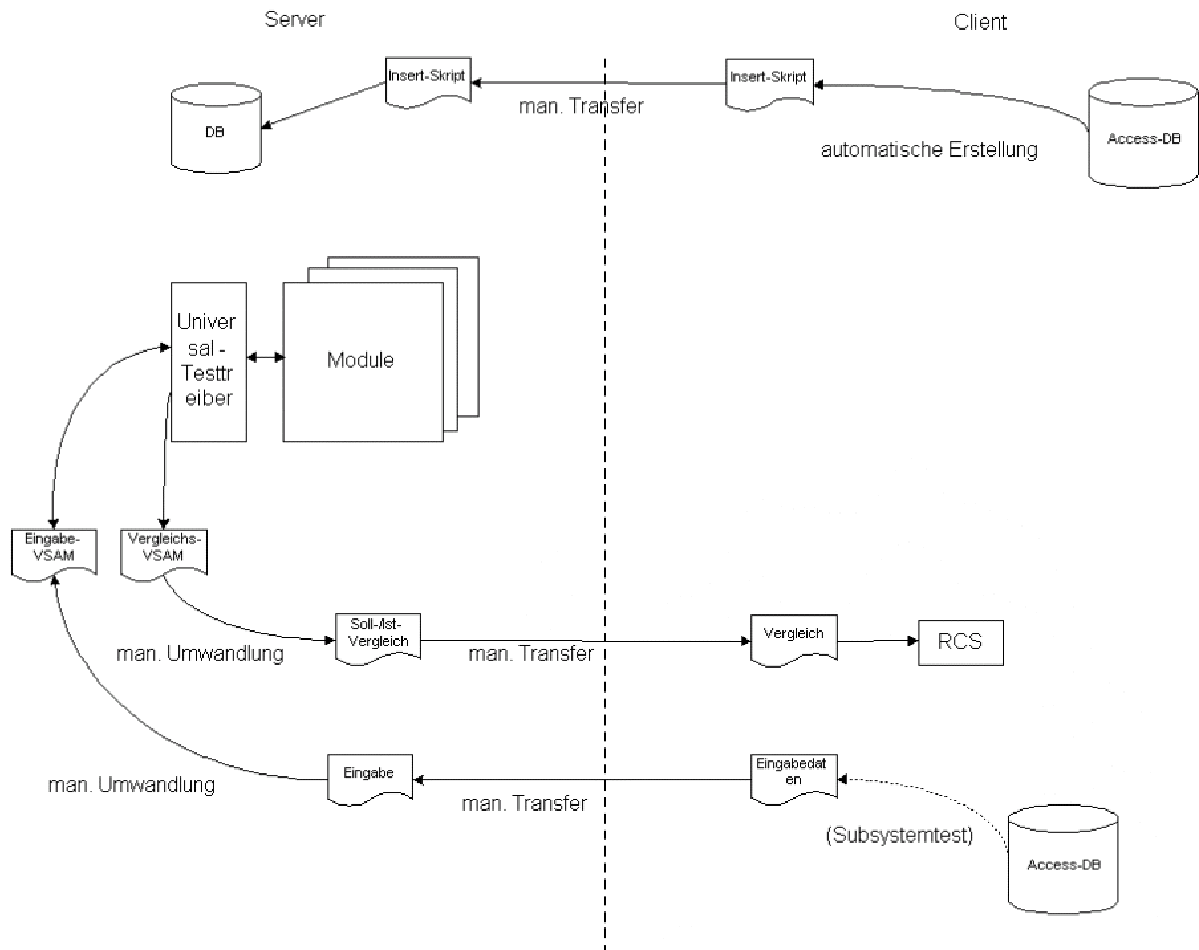 Server
Client
Insert-Skript
Insert-Skript
man. Transfer
DB
Access-DB
automatische Erstellung
Univer
sal -
Testtr
eiber
Module
Eingabe-
VSAM
Vergleichs-
VSAM
Soll-/Ist-
Vergleich
Vergleich
RCS
man. Umwandlung
man. Transfer
Eingabe
Eingabedat
en
man. Umwandlung
man. Transfer
(Subsystemtest)
Access-DB